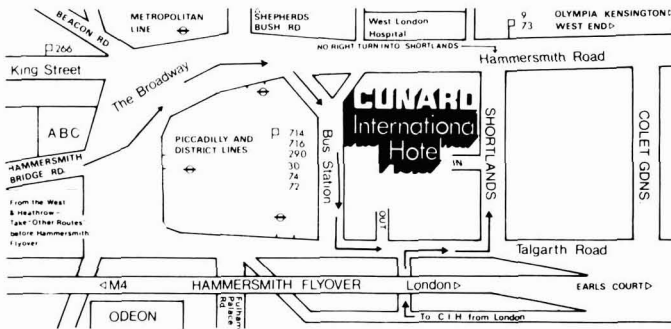 BEACON RD
METROPOLITAN
LINE
SHEPHERDS
BUSH RD
West London
Hospital
9
73
OLYMPIA KENSINGTON
WEST END
266
NO RIGHT TURN INTO SHORTLANDS
King Street
Hammersmith Road
The Broadway
CUNARD
International
Hotel
ABC
PICCADILLY AND
DISTRICT LINES
714
716
290
30
74
72
Bus Station
SHORTLANDS
COLET GDNS
IN
OUT
HAMMERSMITH
BRIDGE RD.
From the West
& Heathrow -
Take Other Routes
before Hammersmith
Flyover
Talgarth Road
M4
HAMMERSMITH FLYOVER
London
EARLS COURT
ODEON
Fulham
Palace
Rd
To C I H from London